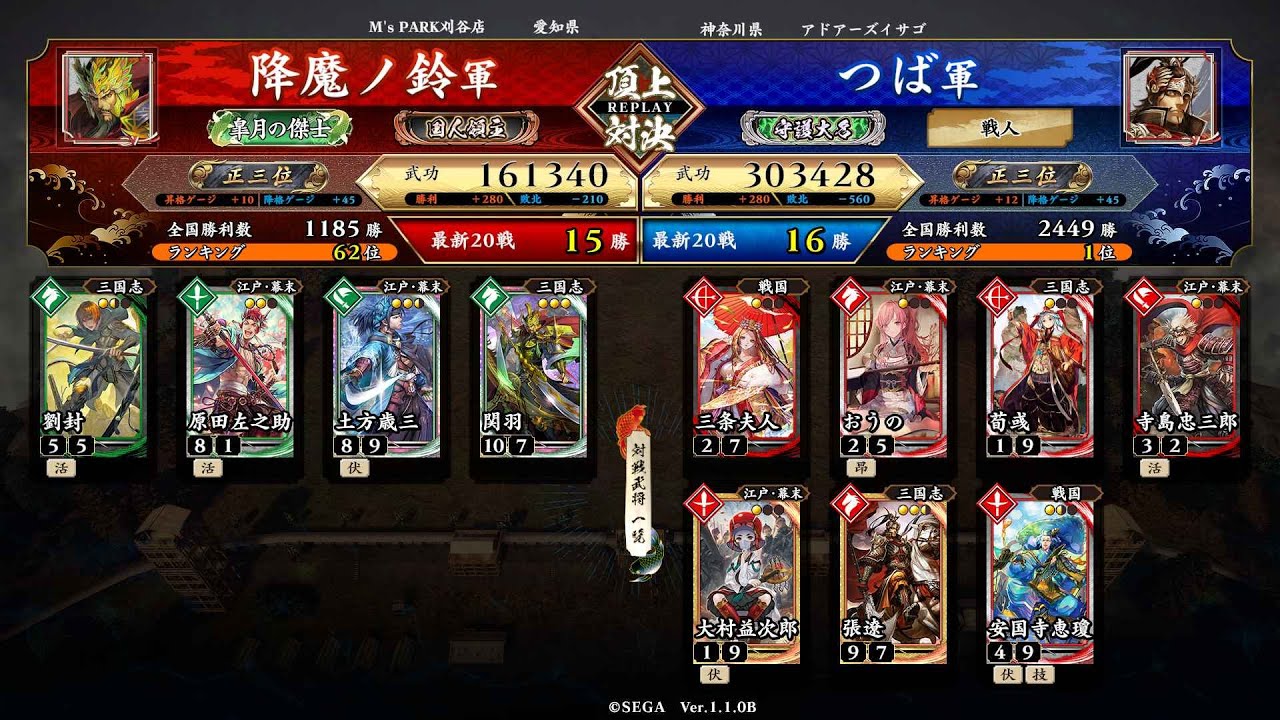 M's PARK刈谷店 愛知県
神奈川県 アドアーズイサゴ
降魔ノ鈴軍
頂上
REPLAY
対決
つば軍
皐月の傑士
国人領主
守護大名
戦人
正三位
昇格ゲージ +10 降格ゲージ +45
武功 161340
勝利 +280 敗北 -210
武功 303428
勝利 +280 敗北 -560
正三位
昇格ゲージ +12 降格ゲージ +45
全国勝利数 1185勝
ランキング 62位
最新20戦 15勝
最新20戦 16勝
全国勝利数 2449勝
ランキング 1位
三国志
劉封
5 5
活
江戸・幕末
原田左之助
8 1
活
江戸・幕末
土方歳三
8 9
伏
三国志
関羽
10 7
対戦武将一覧
戦国
三条夫人
2 7
江戸・幕末
おうの
2 5
昂
三国志
荀彧
1 9
江戸・幕末
寺島忠三郎
3 2
活
江戸・幕末
大村益次郎
1 9
伏
三国志
張遼
9 7
戦国
安国寺恵瓊
4 9
伏 技
©SEGA Ver.1.1.0B